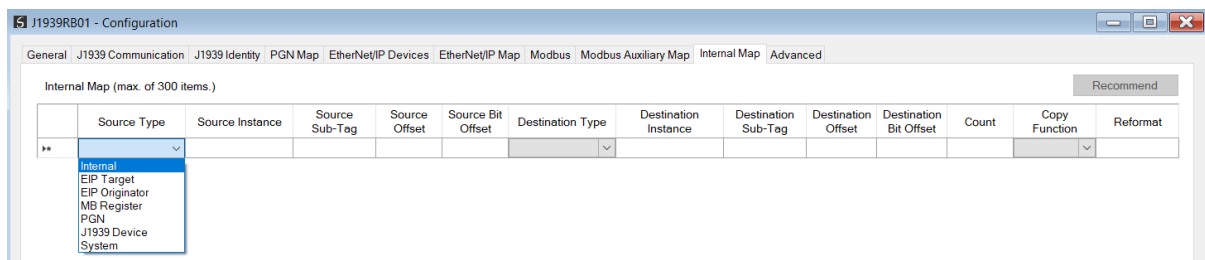 J1939RB01 - Configuration
General J1939 Communication J1939 Identity PGN Map EtherNet/IP Devices EtherNet/IP Map Modbus Modbus Auxiliary Map Internal Map Advanced
Internal Map (max. of 300 items.) Recommend
Source Type Source Instance Source Sub-Tag Source Offset Source Bit Offset Destination Type Destination Instance Destination Sub-Tag Destination Offset Destination Bit Offset Count Copy Function Reformat
Internal
EIP Target
EIP Originator
MB Register
PGN
J1939 Device
System